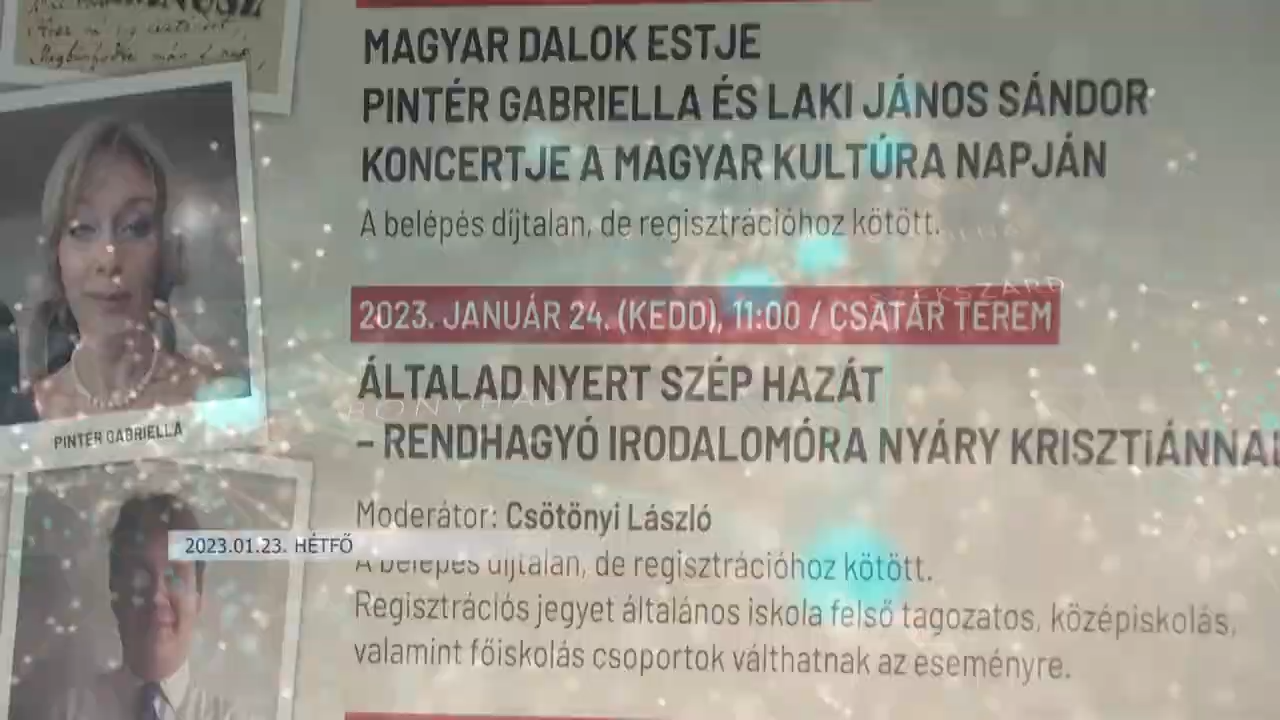 MAGYAR DALOK ESTJE
PINTÉR GABRIELLA ÉS LAKI JÁNOS SÁNDOR
KONCERTJE A MAGYAR KULTÚRA NAPJÁN
A belépés díjtalan, de regisztrációhoz kötött.
SZEKSZÁRD
2023. JANUÁR 24. (KEDD), 11:00 / CSATÁR TEREM
ÁLTALAD NYERT SZÉP HAZÁT
BONYHÁD
– RENDHAGYÓ IRODALOMÓRA NYÁRY KRISZTIÁNNAL
PINTÉR GABRIELLA
Moderátor: Csötönyi László
2023.01.23. HÉTFŐ
A belépés díjtalan, de regisztrációhoz kötött.
Regisztrációs jegyet általános iskola felső tagozatos, középiskolás,
valamint főiskolás csoportok válthatnak az eseményre.